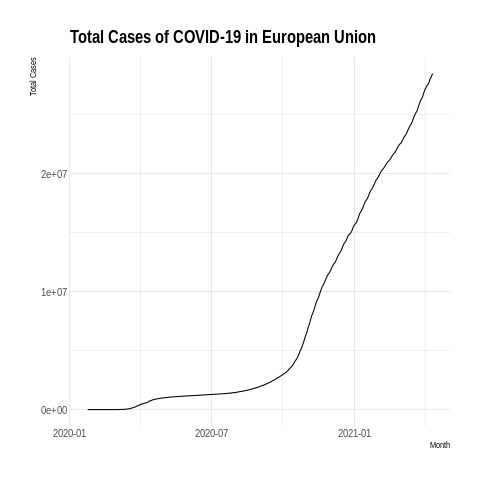 Total Cases of COVID-19 in European Union
Total Cases
2e+07
1e+07
0e+00
2020-01
2020-07
2021-01
Month